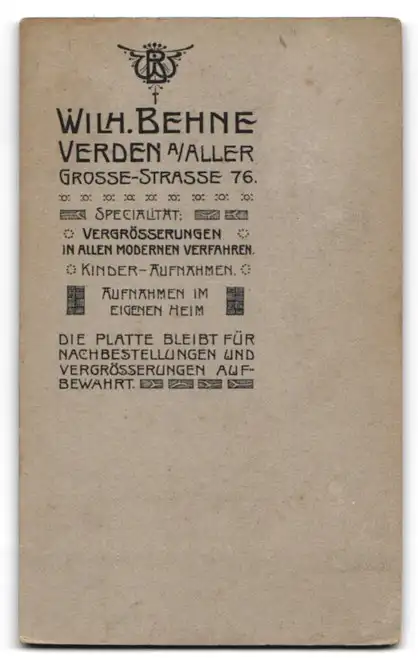 WILH. BEHNE
VERDEN A/ALLER
GROSSE-STRASSE 76.
SPECIALITÄT:
VERGRÖSSERUNGEN
IN ALLEN MODERNEN VERFAHREN.
KINDER-AUFNAHMEN.
AUFNAHMEN IM
EIGENEN HEIM
DIE PLATTE BLEIBT FÜR
NACHBESTELLUNGEN UND
VERGRÖSSERUNGEN AUF-
BEWAHRT.